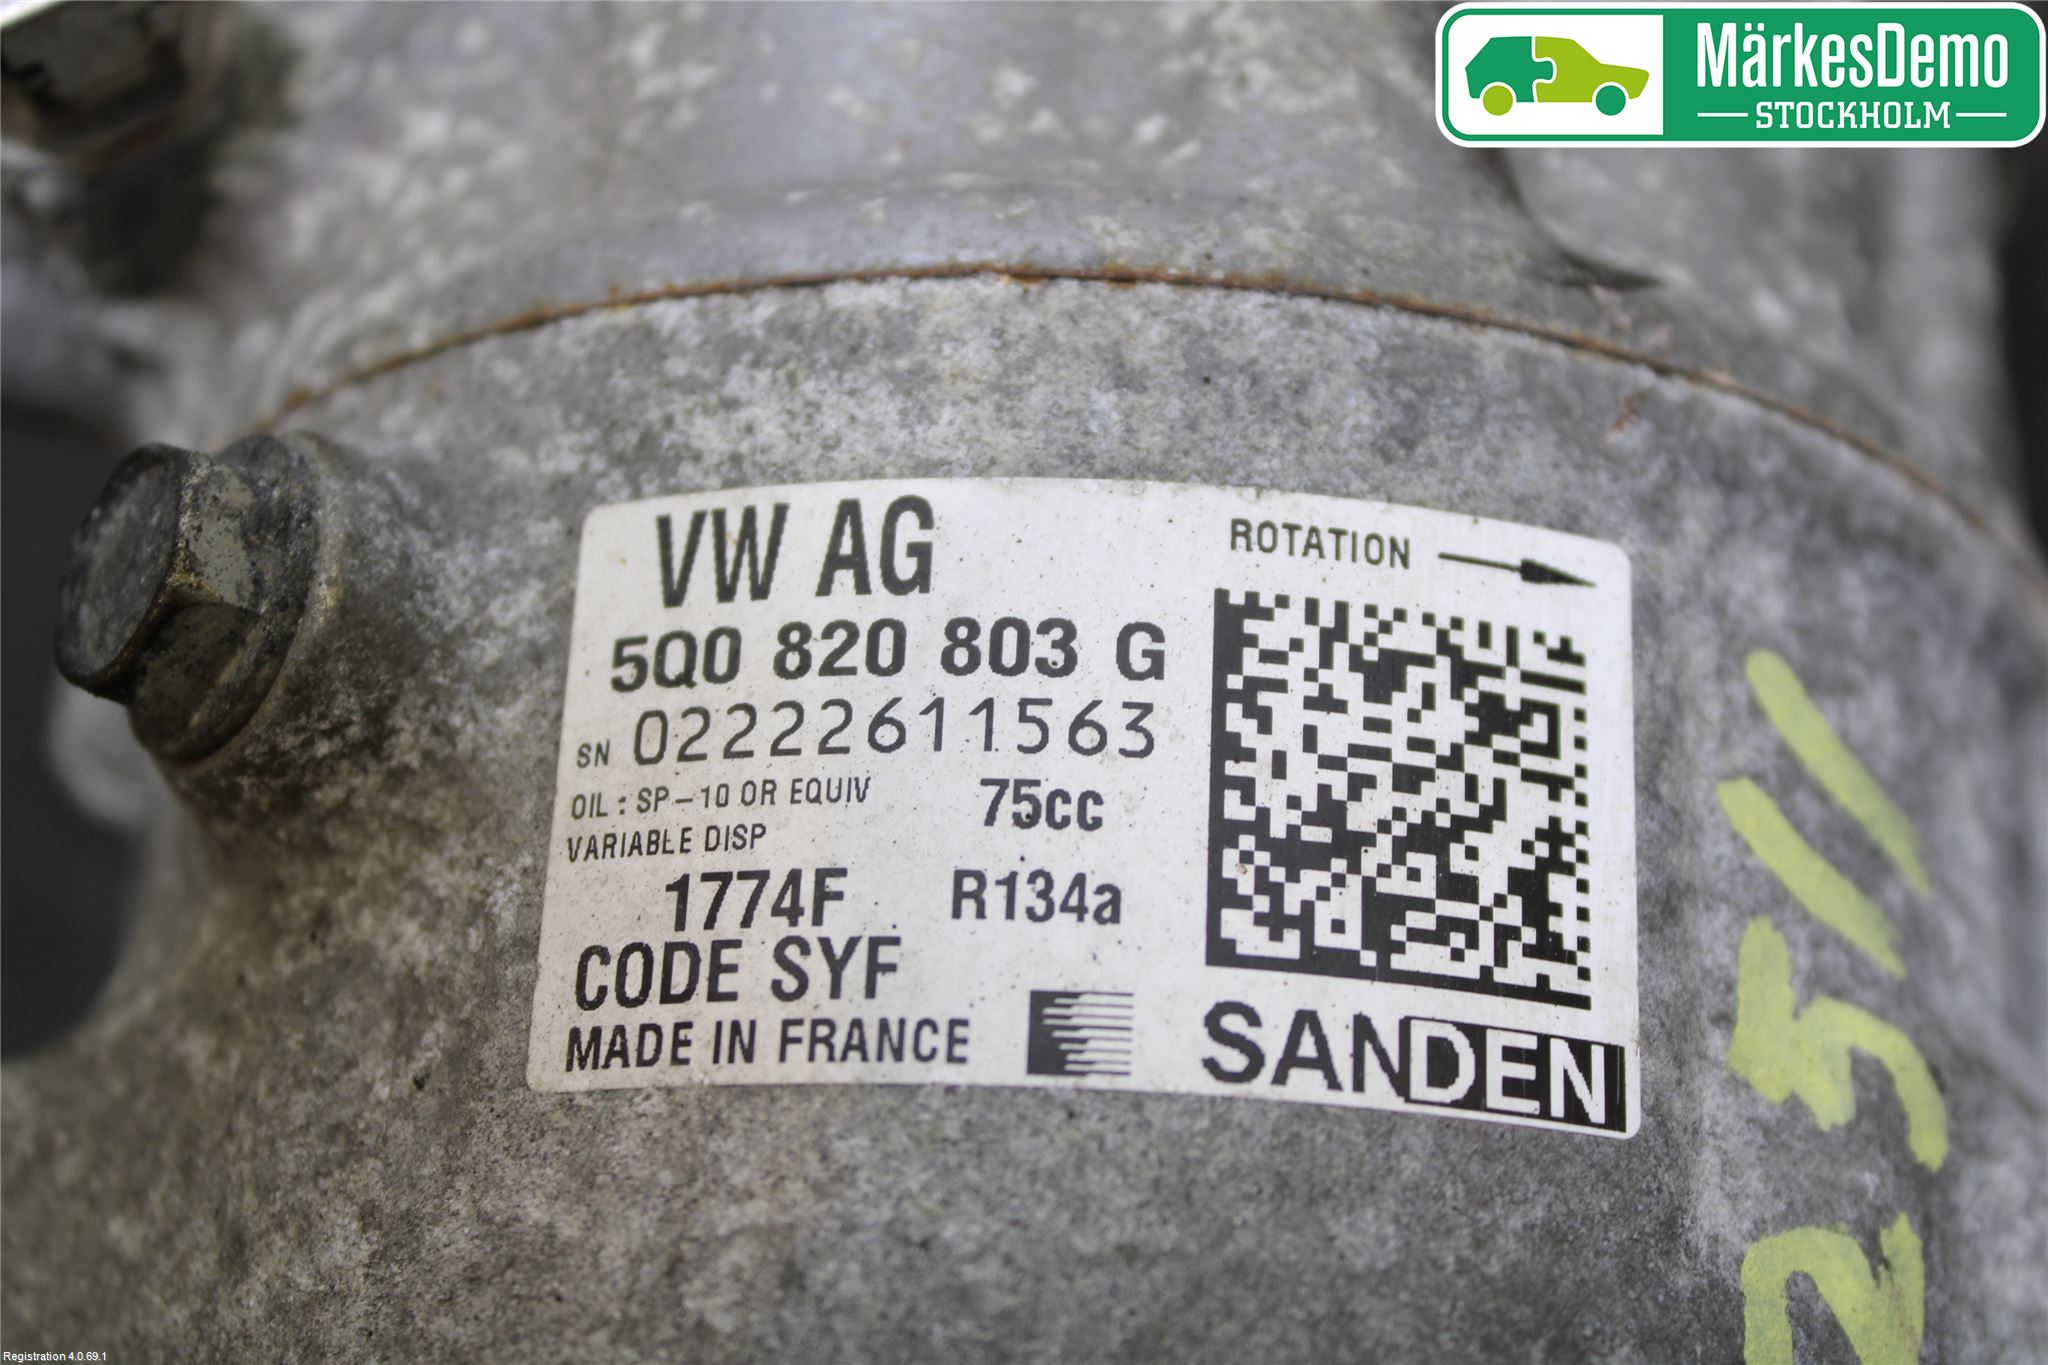 MärkesDemo
STOCKHOLM
VW AG
ROTATION
5Q0 820 803 G
SN 02222611563
OIL : SP-10 OR EQUIV 75cc
VARIABLE DISP
1774F R134a
CODE SYF
MADE IN FRANCE
SANDEN
2511
Registration 4.0.69.1